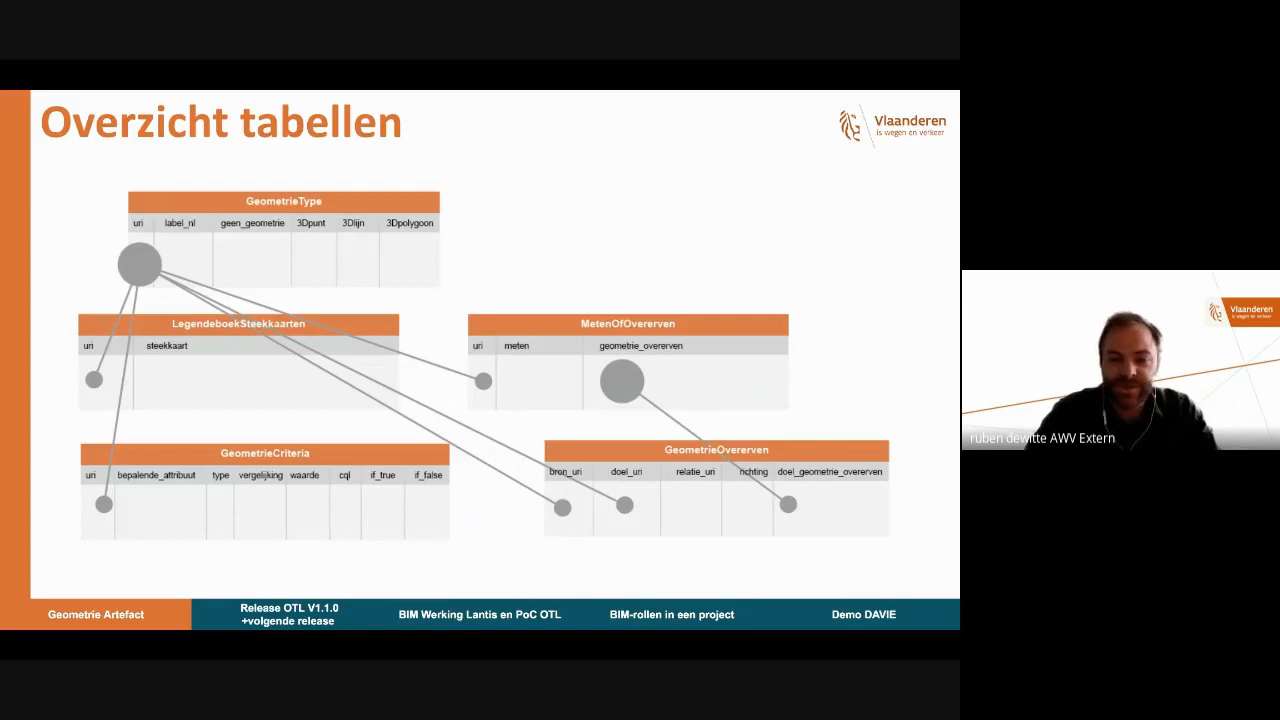 Overzicht tabellen
Vlaanderen
is wegen en verkeer
GeometrieType
uri label_nl geen_geometrie 3Dpunt 3Dlijn 3Dpolygoon
LegendeboekSteekkaarten
uri steekkaart
MetenOfOvererven
uri meten geometrie_overerven
GeometrieCriteria
uri bepalende_attribuut type vergelijking waarde cql if_true if_false
GeometrieOvererven
bron_uri doel_uri relatie_uri richting doel_geometrie_overerven
Geometrie Artefact
Release OTL V1.1.0
+volgende release
BIM Werking Lantis en PoC OTL
BIM-rollen in een project
Demo DAVIE
Vlaanderen
ruben dewitte AWV Extern